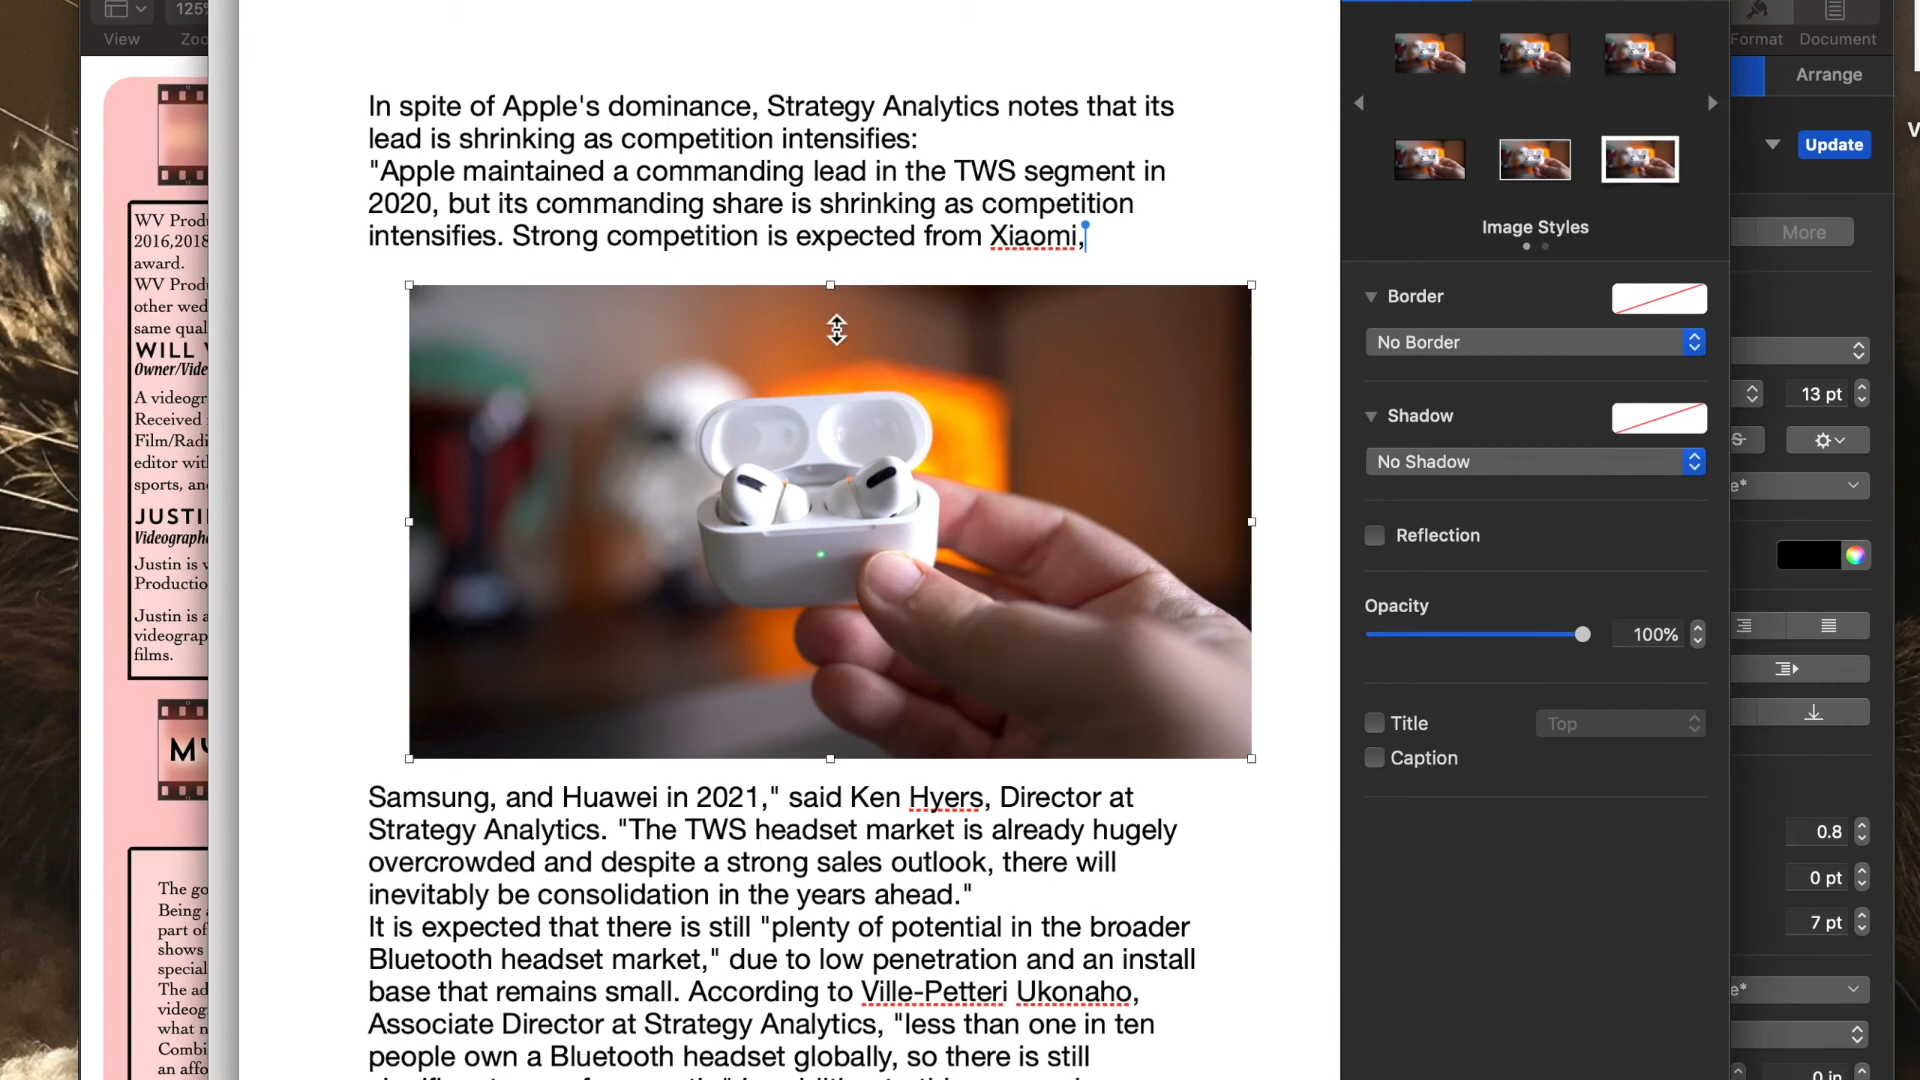 View
125%
Zoo
WV Produ
2016,2018
award.
WV Produ
other wed
same qual
WILL
Owner/Vide
A videogr
Received
Film/Radi
editor wit
sports, an
JUSTI
Videographe
Justin is v
Productio
Justin is a
videograp
films.
The go
Being a
part of
shows
special
The ad
videog
what n
Combi
an affo
In spite of Apple's dominance, Strategy Analytics notes that its
lead is shrinking as competition intensifies:
"Apple maintained a commanding lead in the TWS segment in
2020, but its commanding share is shrinking as competition
intensifies. Strong competition is expected from Xiaomi,
Samsung, and Huawei in 2021," said Ken Hyers, Director at
Strategy Analytics. "The TWS headset market is already hugely
overcrowded and despite a strong sales outlook, there will
inevitably be consolidation in the years ahead."
It is expected that there is still "plenty of potential in the broader
Bluetooth headset market," due to low penetration and an install
base that remains small. According to Ville-Petteri Ukonaho,
Associate Director at Strategy Analytics, "less than one in ten
people own a Bluetooth headset globally, so there is still
Image Styles
Border
No Border
Shadow
No Shadow
Reflection
Opacity
100%
Title
Top
Caption
Format
Document
Arrange
Update
More
13 pt
0.8
0 pt
7 pt
0 in